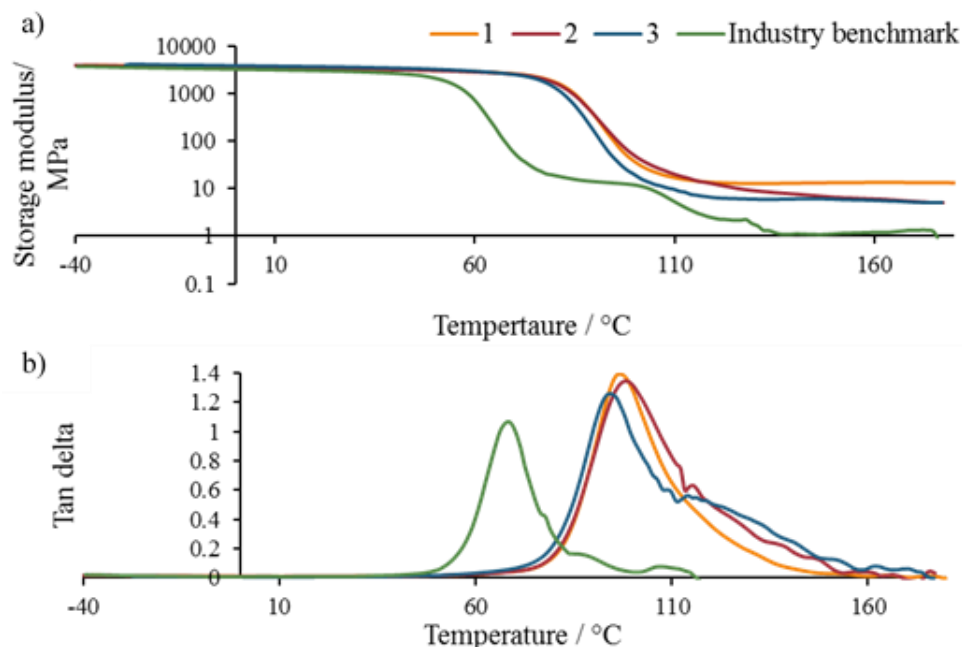 a)
1 2 3 Industry benchmark
Storage modulus/
MPa
10000
1000
100
10
1
0.1
-40 10 60 110 160
Tempertaure / °C
b)
Tan delta
1.4
1.2
1
0.8
0.6
0.4
0.2
0
-40 10 60 110 160
Temperature / °C